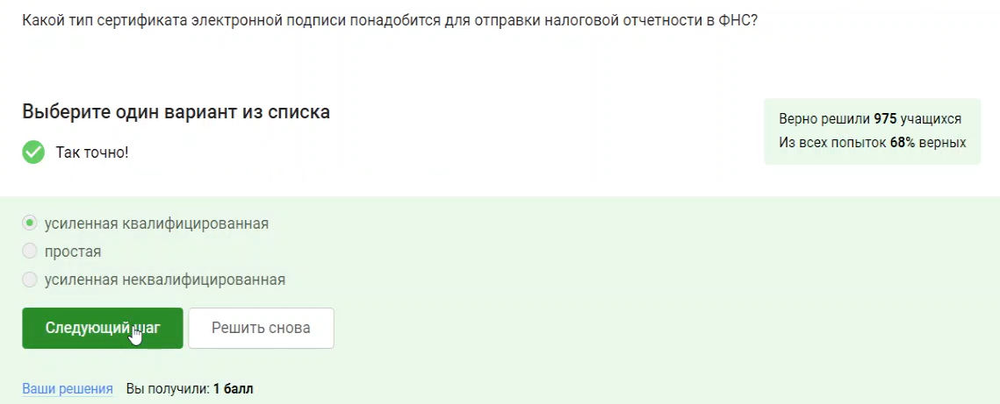 Какой тип сертификата электронной подписи понадобится для отправки налоговой отчетности в ФНС?
Выберите один вариант из списка
Так точно!
Верно решили 975 учащихся
Из всех попыток 68% верных
усиленная квалифицированная
простая
усиленная неквалифицированная
Следующий шаг
Решить снова
Ваши решения Вы получили: 1 балл